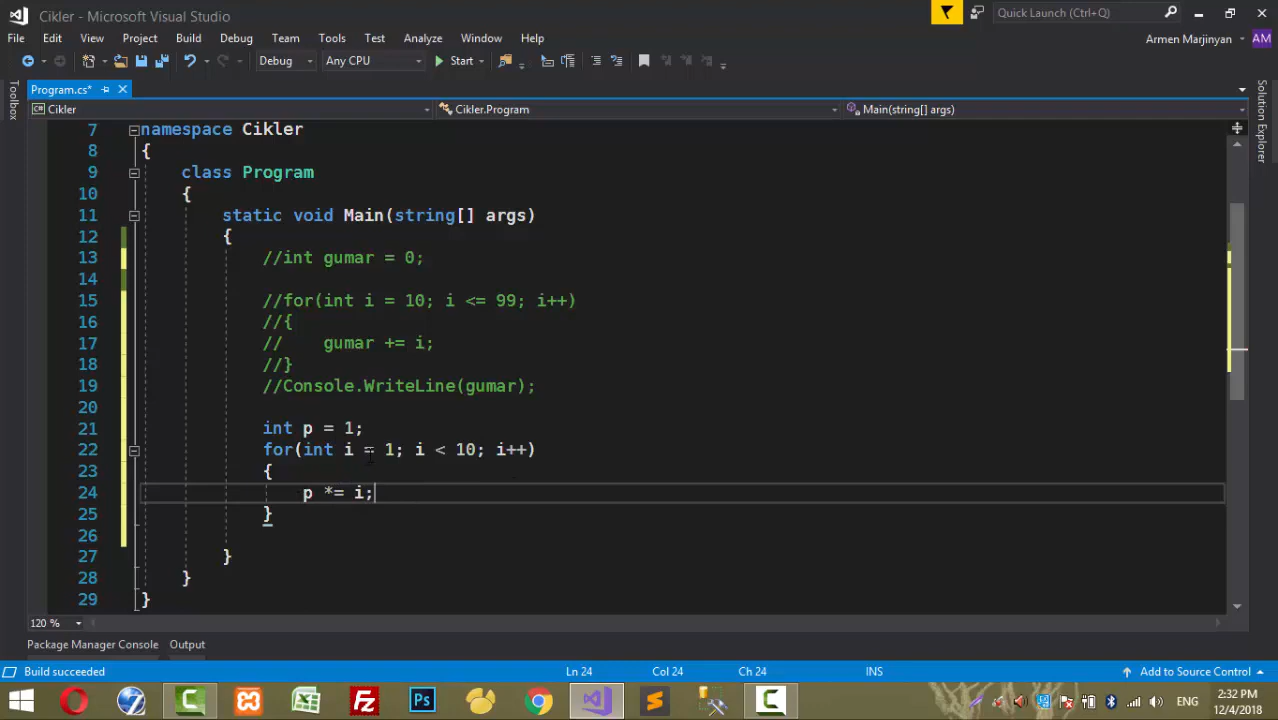 Cikler - Microsoft Visual Studio
Quick Launch (Ctrl+Q)
File Edit View Project Build Debug Team Tools Test Analyze Window Help
Armen Marjinyan AM
Debug Any CPU Start
Program.cs*
Cikler Cikler.Program Main(string[] args)
Toolbox
Solution Explorer
7 namespace Cikler
8 {
9 class Program
10 {
11 static void Main(string[] args)
12 {
13 //int gumar = 0;
14
15 //for(int i = 10; i <= 99; i++)
16 //{
17 // gumar += i;
18 //}
19 //Console.WriteLine(gumar);
20
21 int p = 1;
22 for(int i = 1; i < 10; i++)
23 {
24 p *= i;
25 }
26
27 }
28 }
29 }
120 %
Package Manager Console Output
Build succeeded Ln 24 Col 24 Ch 24 INS Add to Source Control
Ps
ENG
2:32 PM
12/4/2018